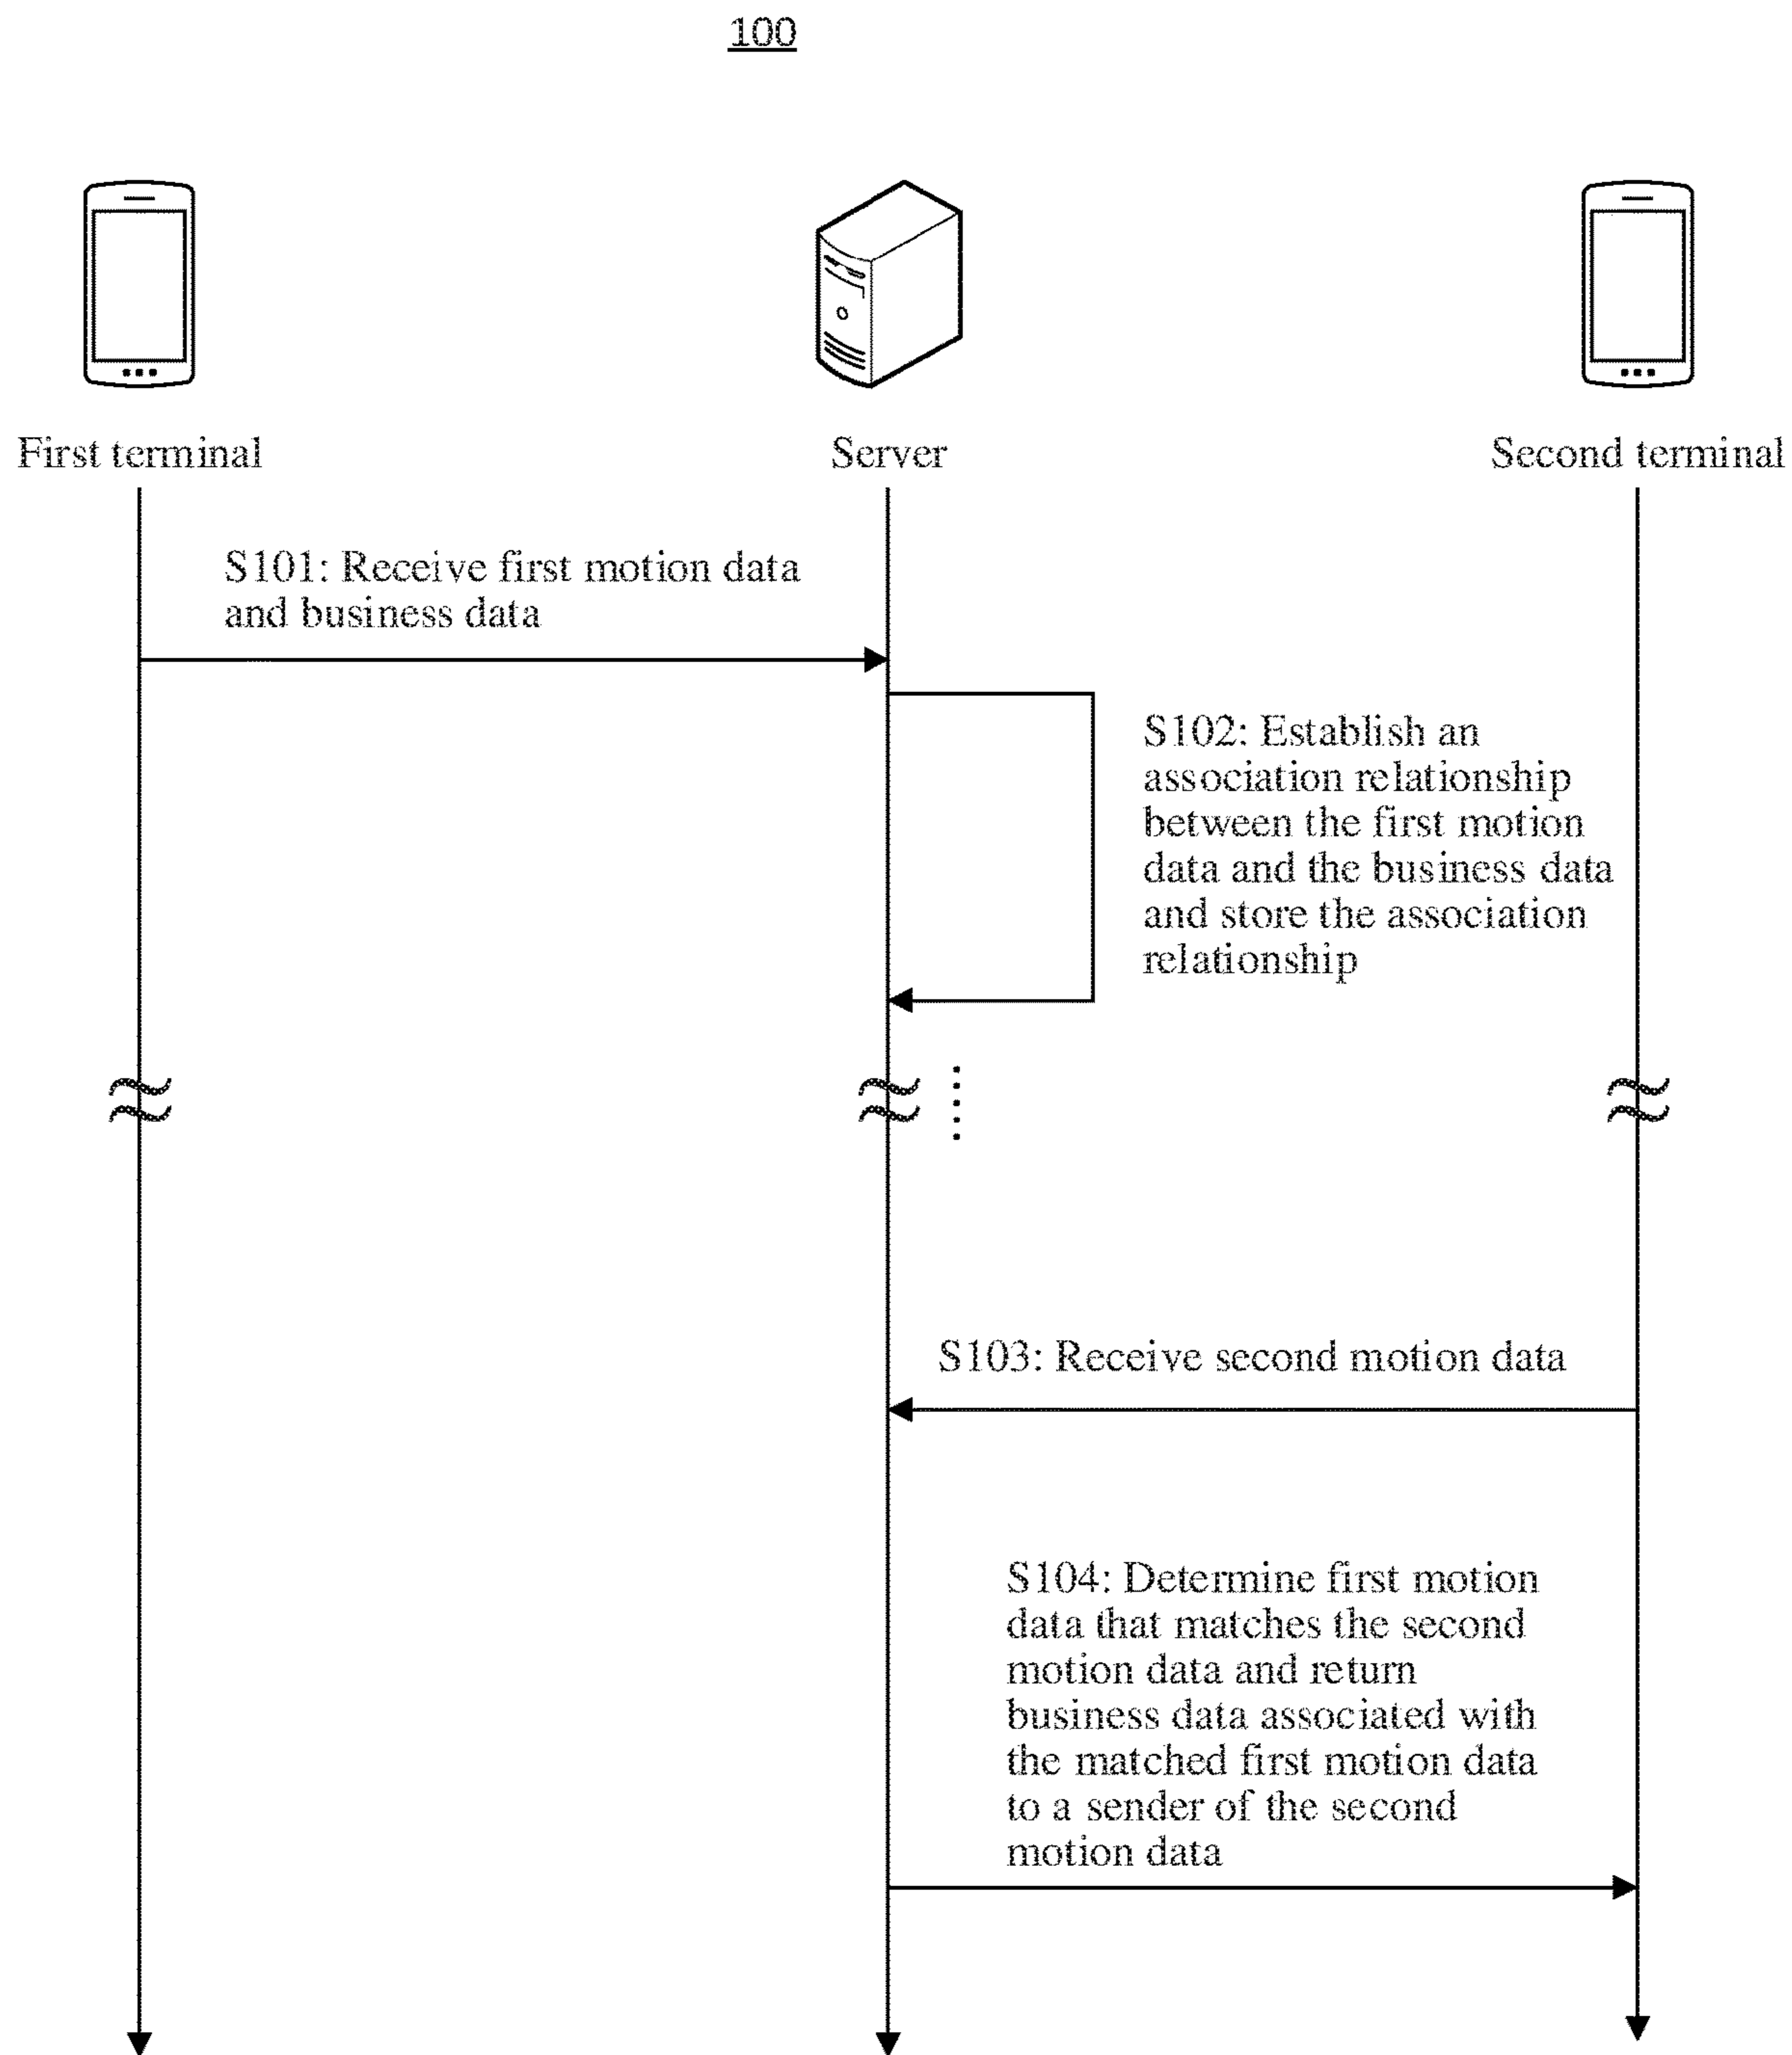 100
First terminal
Server
Second terminal
S101: Receive first motion data
and business data
S102: Establish an
association relationship
between the first motion
data and the business data
and store the association
relationship
S103: Receive second motion data
S104: Determine first motion
data that matches the second
motion data and return
business data associated with
the matched first motion data
to a sender of the second
motion data